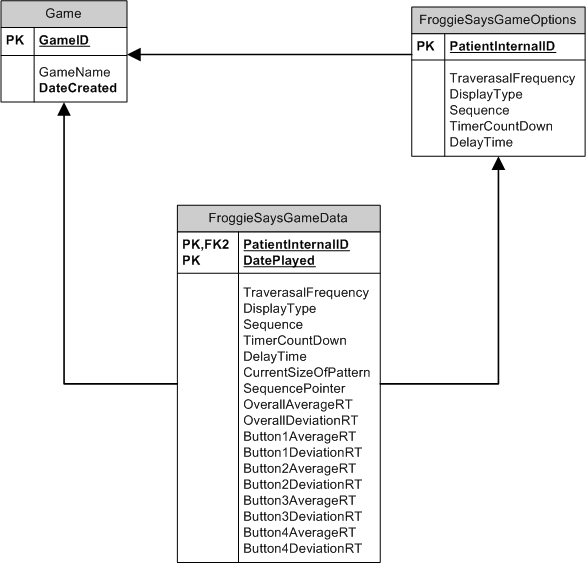 Game
PK GameID
GameName
DateCreated
FroggieSaysGameOptions
PK PatientInternalID
TraverasalFrequency
DisplayType
Sequence
TimerCountDown
DelayTime
FroggieSaysGameData
PK,FK2 PatientInternalID
PK DatePlayed
TraverasalFrequency
DisplayType
Sequence
TimerCountDown
DelayTime
CurrentSizeOfPattern
SequencePointer
OverallAverageRT
OverallDeviationRT
Button1AverageRT
Button1DeviationRT
Button2AverageRT
Button2DeviationRT
Button3AverageRT
Button3DeviationRT
Button4AverageRT
Button4DeviationRT